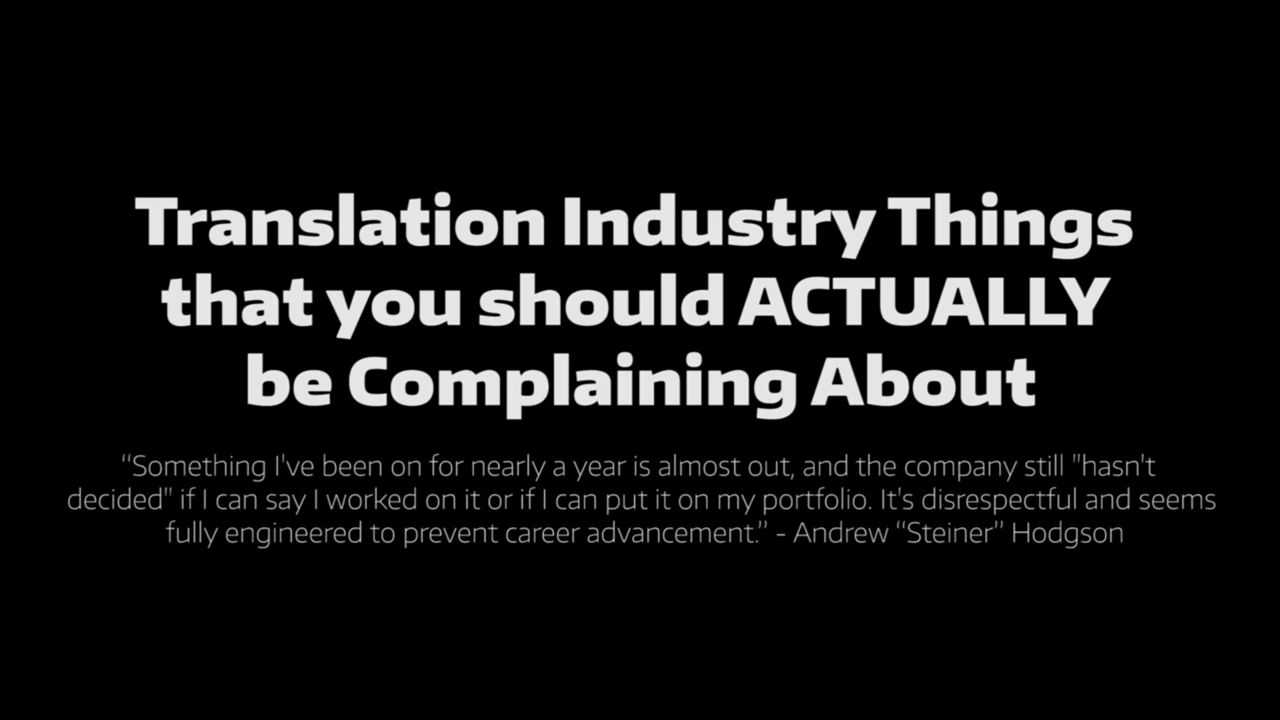 Translation Industry Things
that you should ACTUALLY
be Complaining About
“Something I've been on for nearly a year is almost out, and the company still "hasn't
decided" if I can say I worked on it or if I can put it on my portfolio. It's disrespectful and seems
fully engineered to prevent career advancement.” - Andrew “Steiner” Hodgson